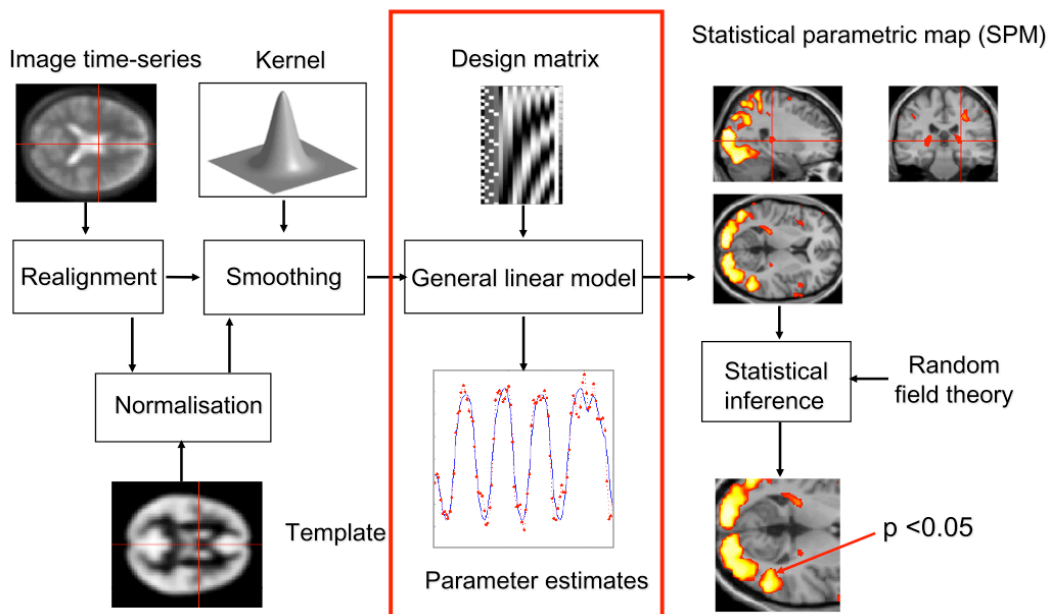 Image time-series
Kernel
Design matrix
Statistical parametric map (SPM)
Realignment
Smoothing
General linear model
Normalisation
Statistical
inference
Random
field theory
Template
Parameter estimates
p <0.05